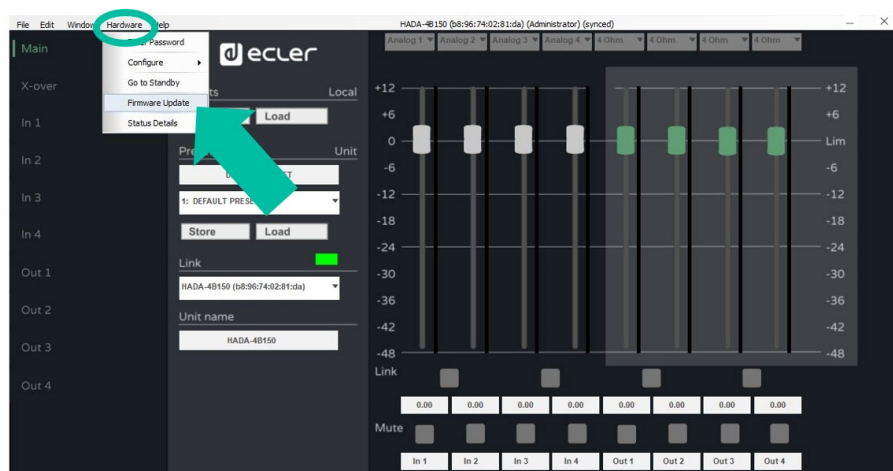 File Edit Window Hardware Help
HADA-4B150 (b8:96:74:02:81:da) (Administrator) (synced)
Configure
Go to Standby
Firmware Update
Status Details
ecler
Main
X-over
In 1
In 2
In 3
In 4
Out 1
Out 2
Out 3
Out 4
Local
Load
Unit
1: DEFAULT
Store Load
Link
HADA-4B150 (b8:96:74:02:81:da)
Unit name
HADA-4B150
Analog 1 Analog 2 Analog 3 Analog 4 4 Ohm 4 Ohm 4 Ohm 4 Ohm
+12 +12
+6 +6
0 Lim
-6 -6
-12 -12
-18 -18
-24 -24
-30 -30
-36 -36
-42 -42
-48 -48
Link
0.00 0.00 0.00 0.00 0.00 0.00 0.00 0.00
Mute
In 1 In 2 In 3 In 4 Out 1 Out 2 Out 3 Out 4